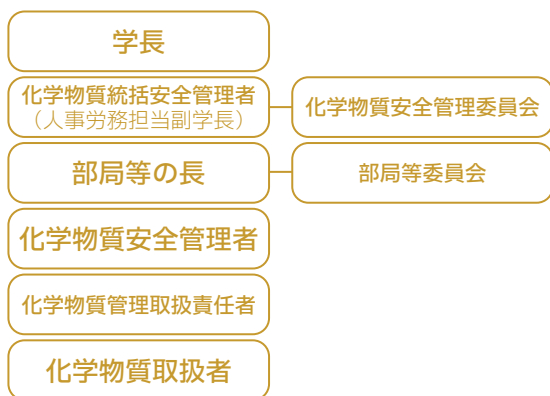 学長
化学物質統括安全管理者
（人事労務担当副学長）
化学物質安全管理委員会
部局等の長
部局等委員会
化学物質安全管理者
化学物質管理取扱責任者
化学物質取扱者